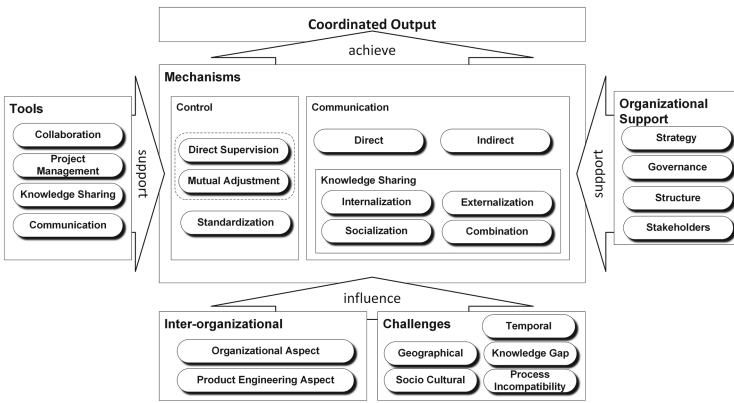 Coordinated Output
achieve
Mechanisms
Tools
Collaboration
Project
Management
Knowledge Sharing
Communication
support
Control
Direct Supervision
Mutual Adjustment
Standardization
Communication
Direct
Indirect
Knowledge Sharing
Internalization
Externalization
Socialization
Combination
support
Organizational
Support
Strategy
Governance
Structure
Stakeholders
influence
Inter-organizational
Organizational Aspect
Product Engineering Aspect
Challenges
Temporal
Geographical
Knowledge Gap
Socio Cultural
Process
Incompatibility